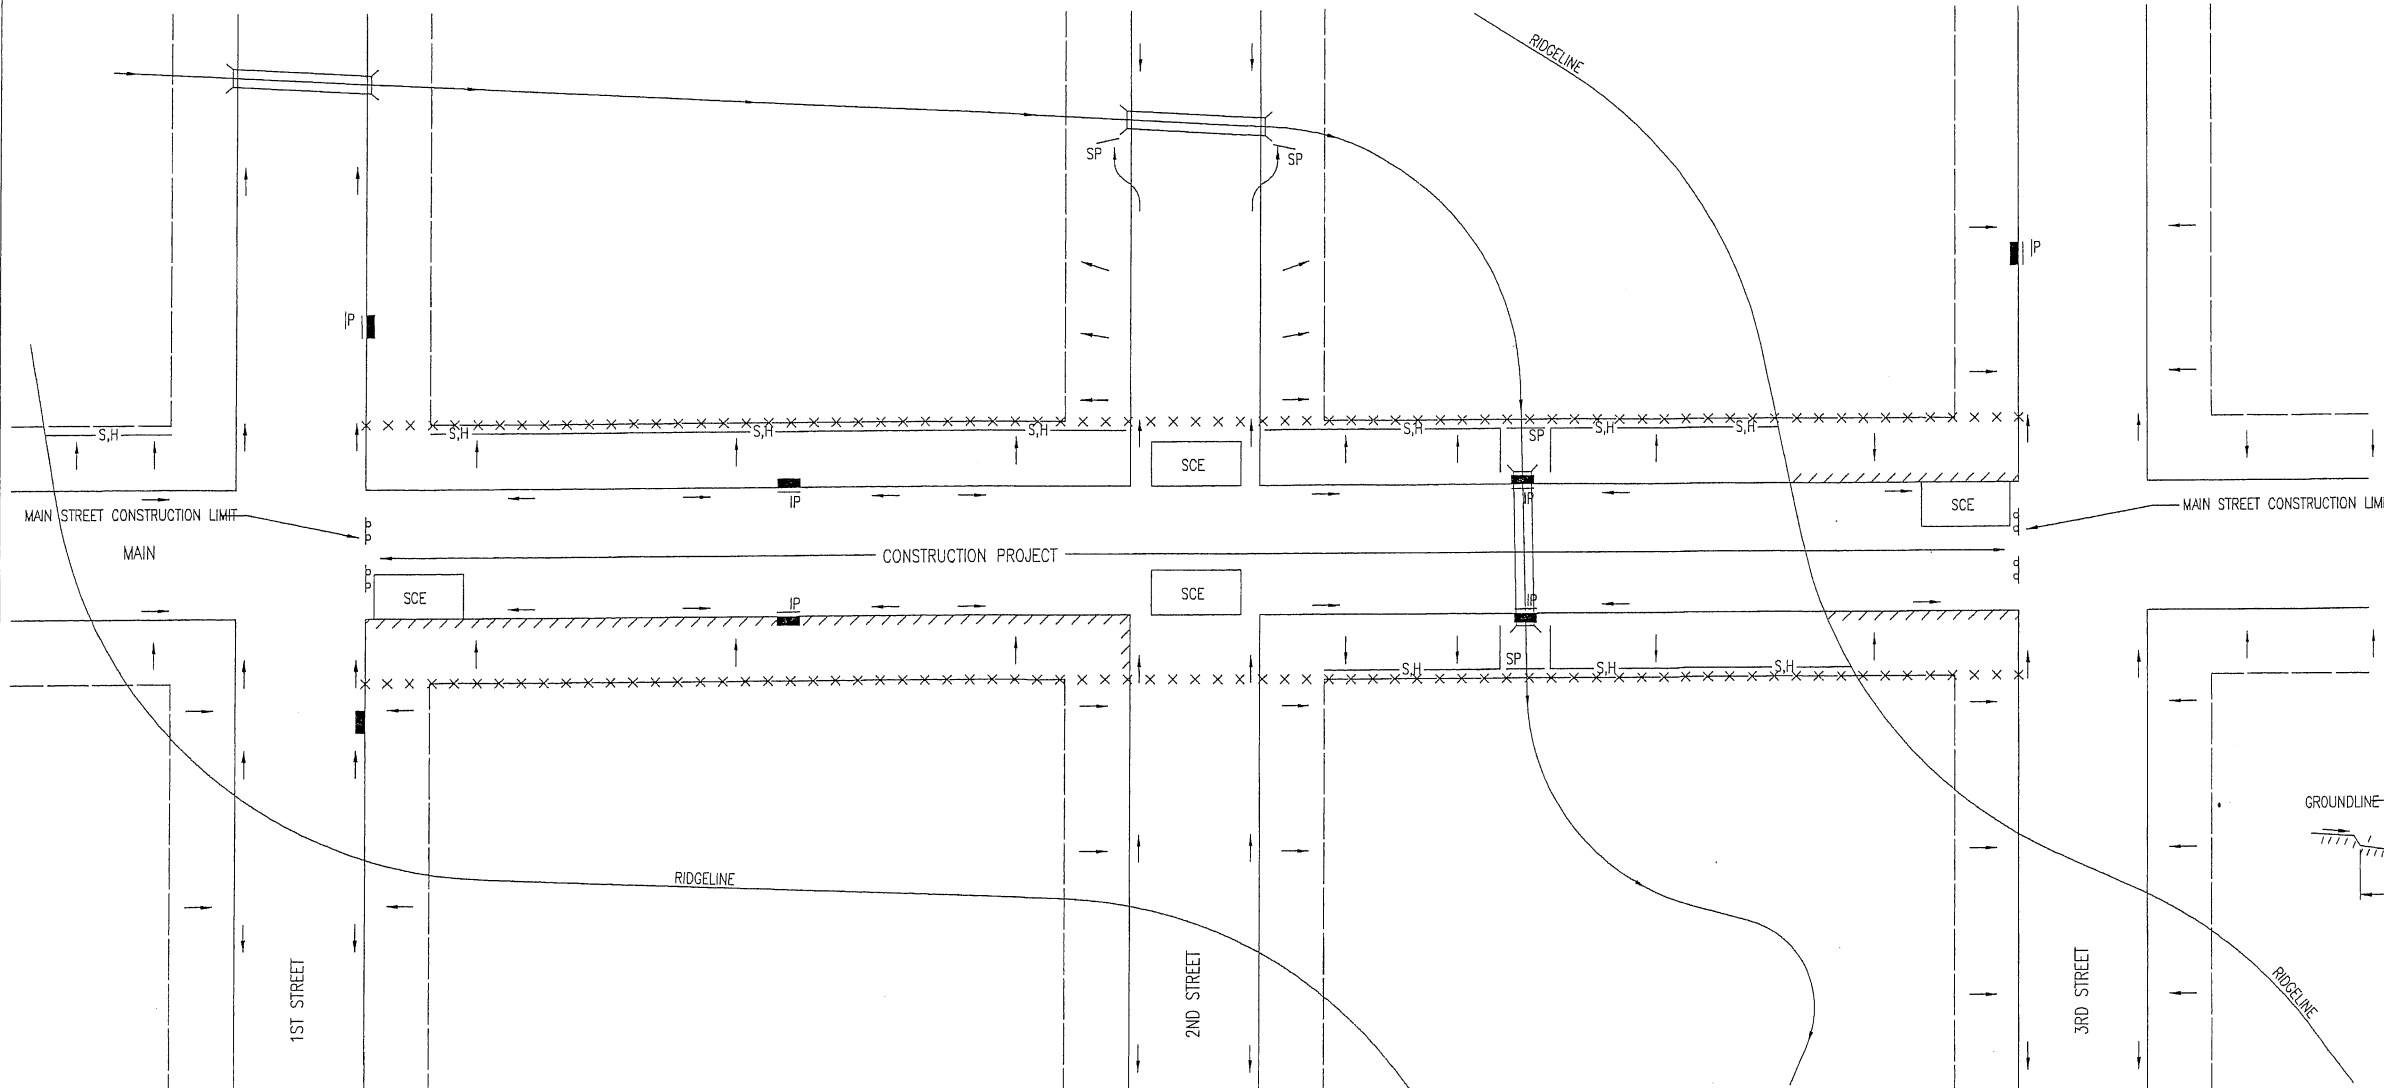 RIDGELINE
SP
SP
IP
IP
S,H
S,H
S,H
S,H
S,H
SP
S,H
S,H
SCE
IP
IP
SCE
MAIN STREET CONSTRUCTION LIMIT
MAIN STREET CONSTRUCTION LIM
MAIN
CONSTRUCTION PROJECT
SCE
SCE
IP
IP
S,H
SP
S,H
S,H
GROUNDLINE
RIDGELINE
1ST STREET
2ND STREET
3RD STREET
RIDGELINE